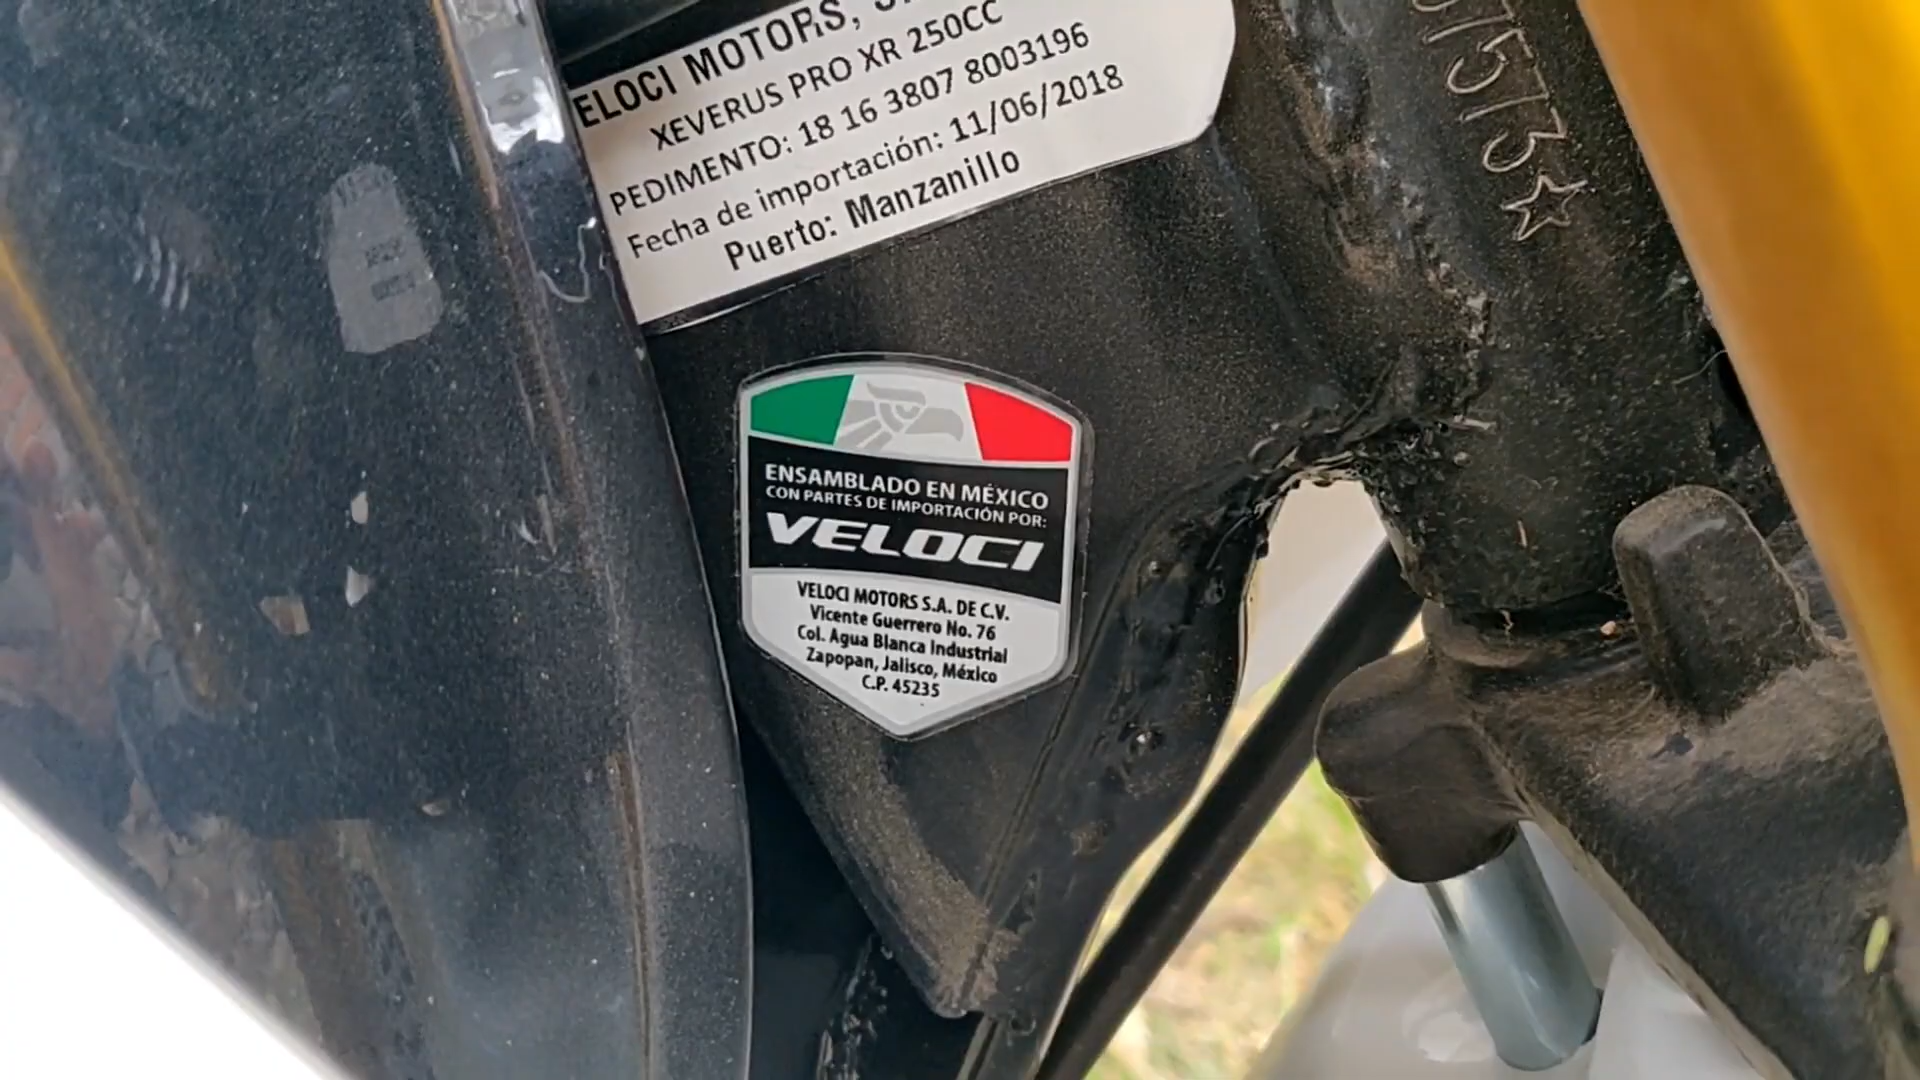 ELOCI MOTORS,
XEVERUS PRO XR 250CC
PEDIMENTO: 18 16 3807 8003196
Fecha de importación: 11/06/2018
Puerto: Manzanillo
7573☆
ENSAMBLADO EN MÉXICO
CON PARTES DE IMPORTACIÓN POR:
VELOCI
VELOCI MOTORS S.A. DE C.V.
Vicente Guerrero No. 76
Col. Agua Blanca Industrial
Zapopan, Jalisco, México
C.P. 45235